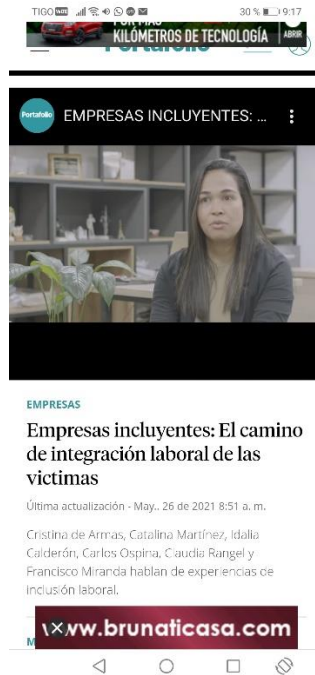 TIGO 30 % 9:17
KILÓMETROS DE TECNOLOGÍA
ABRIR
Portafolio
Portafolio EMPRESAS INCLUYENTES: ...
EMPRESAS
Empresas incluyentes: El camino
de integración laboral de las
victimas
Última actualización - May.. 26 de 2021 8:51 a. m.
Cristina de Armas, Catalina Martínez, Idalia
Calderón, Carlos Ospina, Claudia Rangel y
Francisco Miranda hablan de experiencias de
inclusión laboral.
www.brunaticasa.com